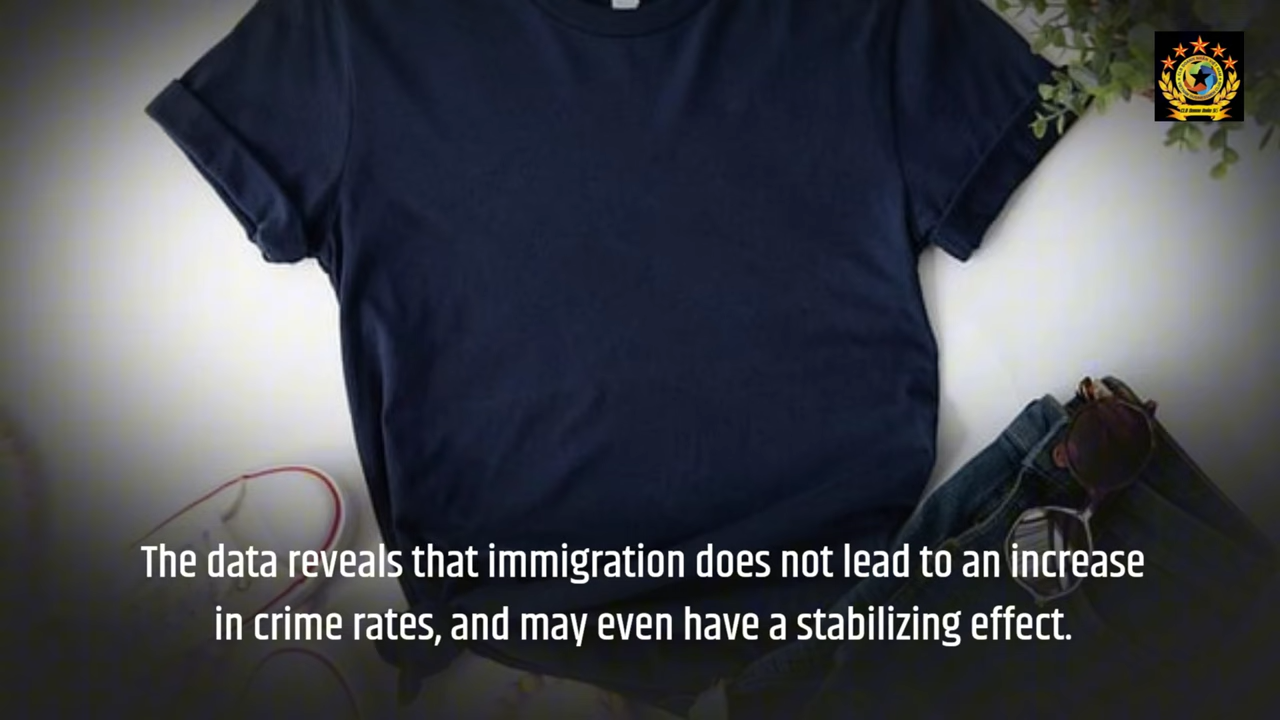 The data reveals that immigration does not lead to an increase
in crime rates, and may even have a stabilizing effect.